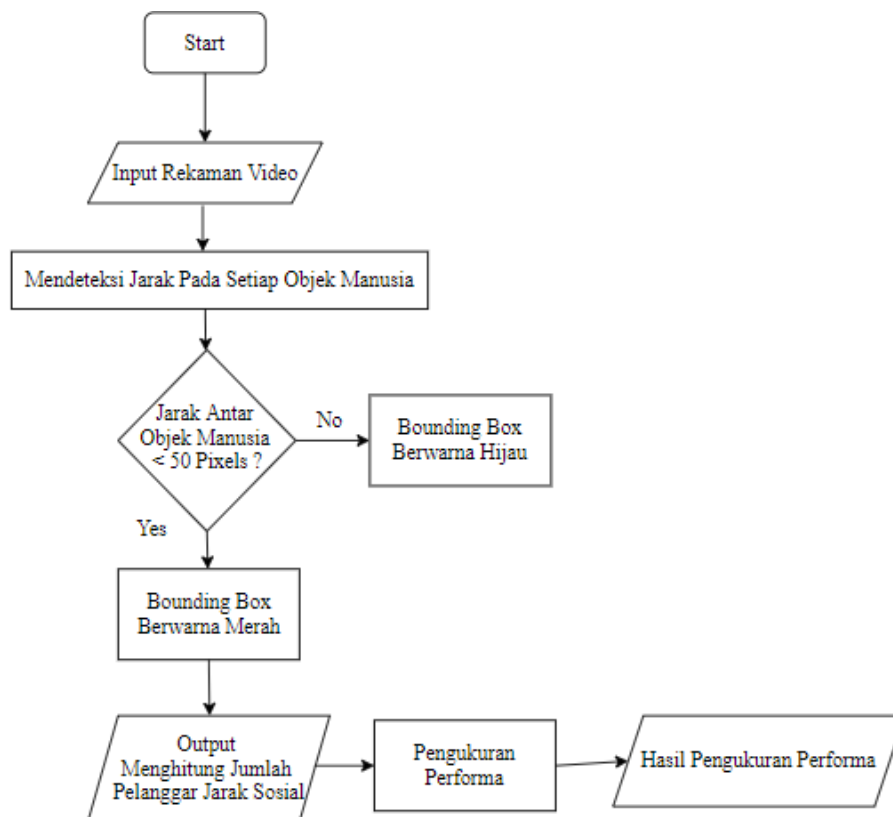 Start
Input Rekaman Video
Mendeteksi Jarak Pada Setiap Objek Manusia
Jarak Antar
Objek Manusia
< 50 Pixels ?
No
Bounding Box
Berwarna Hijau
Yes
Bounding Box
Berwarna Merah
Output
Menghitung Jumlah
Pelanggar Jarak Sosial
Pengukuran
Performa
Hasil Pengukuran Performa